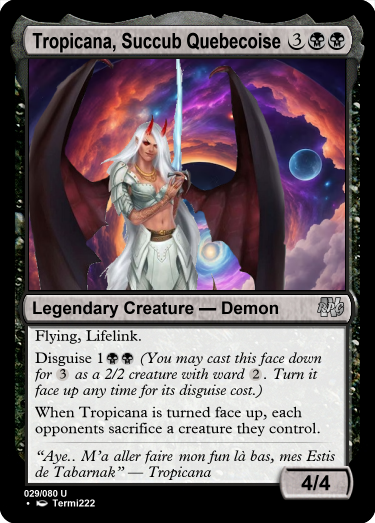 Tropicana, Succub Quebecoise 3
Legendary Creature — Demon
Flying, Lifelink.
Disguise 1 (You may cast this face down
for 3 as a 2/2 creature with ward 2. Turn it
face up any time for its disguise cost.)
When Tropicana is turned face up, each
opponents sacrifice a creature they control.
“Aye.. M’a aller faire mon fun là bas, mes Estis
de Tabarnak” — Tropicana
4/4
029/080 U
• Termi222